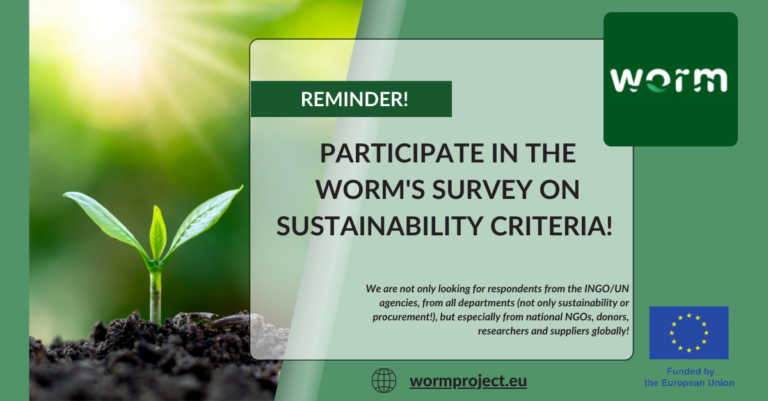 worm
REMINDER!
PARTICIPATE IN THE
WORM'S SURVEY ON
SUSTAINABILITY CRITERIA!
We are not only looking for respondents from the INGO/UN
agencies, from all departments (not only sustainability or
procurement!), but especially from national NGOs, donors,
researchers and suppliers globally!
wormproject.eu
Funded by
the European Union